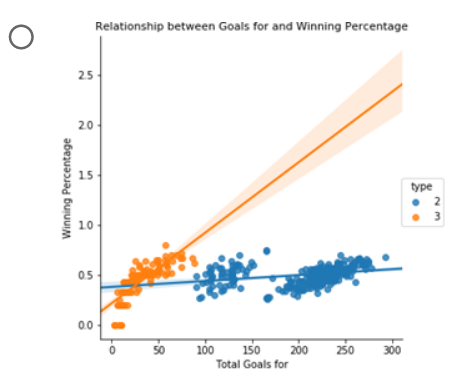 Relationship between Goals for and Winning Percentage
2.5
2.0
1.5
1.0
0.5
0.0
Winning Percentage
type
2
3
0 50 100 150 200 250 300
Total Goals for